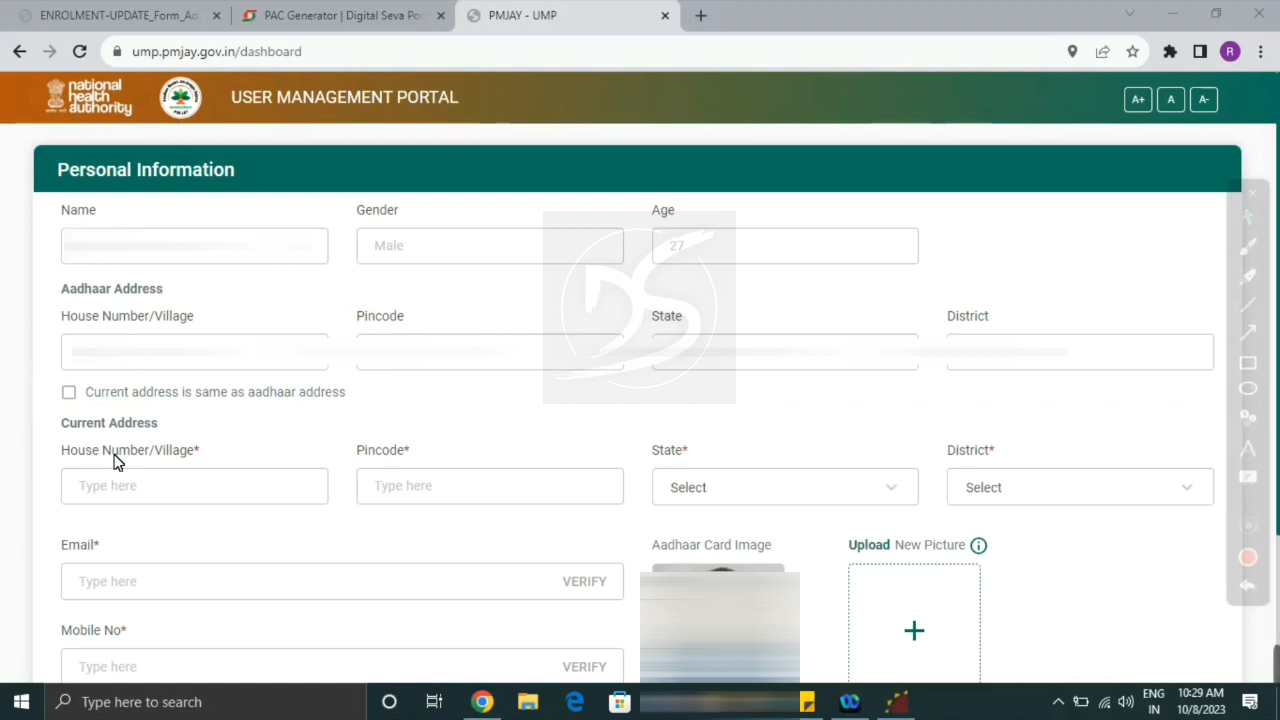 ENROLMENT-UPDATE_Form_Ad
PAC Generator | Digital Seva Por
PMJAY - UMP
ump.pmjay.gov.in/dashboard
R
national
health
authority
USER MANAGEMENT PORTAL
A+
A
A-
Personal Information
Name
Gender
Age
Male
27
Aadhaar Address
House Number/Village
Pincode
State
District
Current address is same as aadhaar address
Current Address
House Number/Village*
Pincode*
State*
District*
Type here
Type here
Select
Select
Email*
Aadhaar Card Image
Upload New Picture
Type here
VERIFY
Mobile No*
Type here
VERIFY
Type here to search
ENG
IN
10:29 AM
10/8/2023